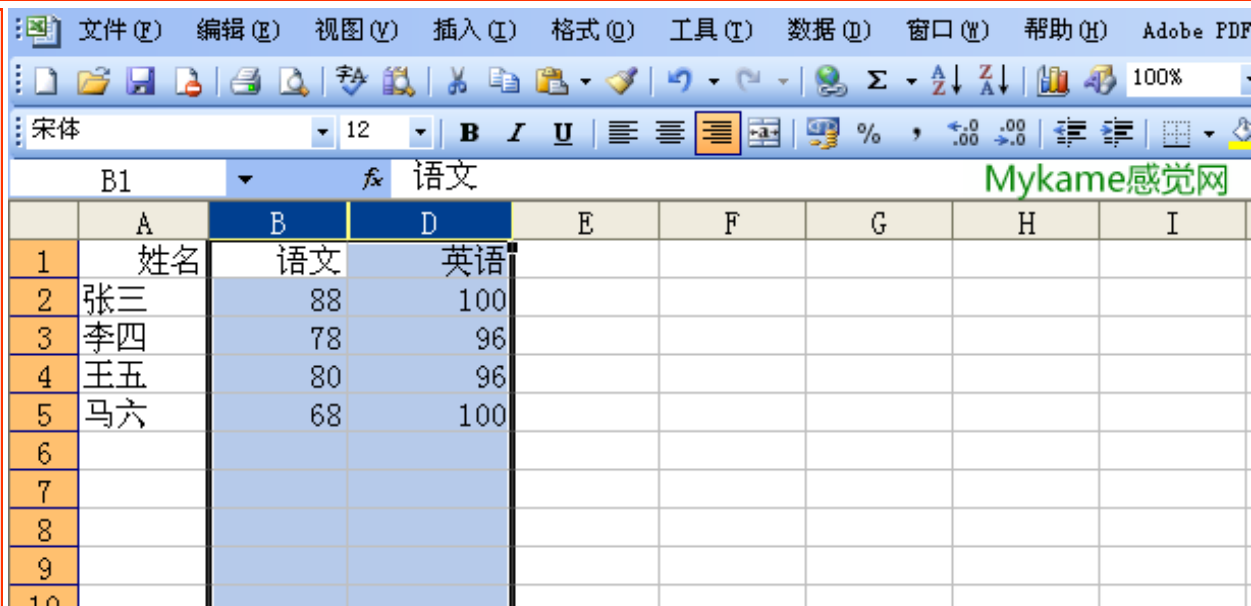 文件(F) 编辑(E) 视图(V) 插入(I) 格式(O) 工具(T) 数据(D) 窗口(W) 帮助(H) Adobe PDF
100%
宋体 12 B I U % ,
B1 fx 语文 Mykame感觉网
A B D E F G H I
1 姓名 语文 英语
2 张三 88 100
3 李四 78 96
4 王五 80 96
5 马六 68 100
6
7
8
9
10